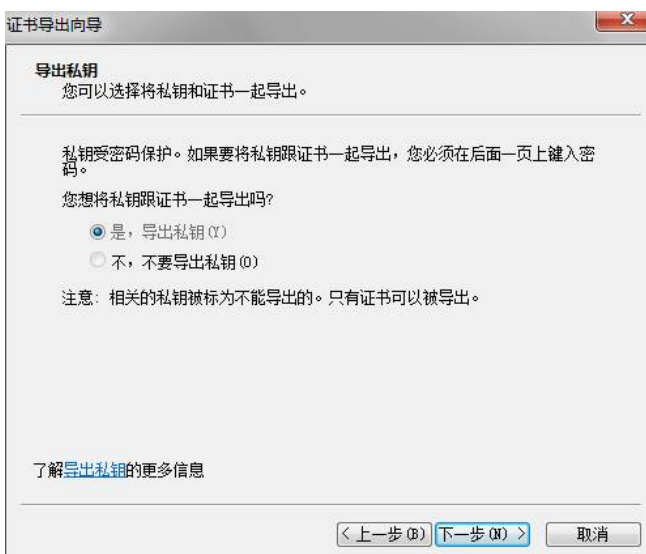 证书导出向导
导出私钥
您可以选择将私钥和证书一起导出。
私钥受密码保护。如果要将私钥跟证书一起导出，您必须在后面一页上键入密
码。
您想将私钥跟证书一起导出吗?
是，导出私钥(Y)
不，不要导出私钥(O)
注意: 相关的私钥被标为不能导出的。只有证书可以被导出。
了解导出私钥的更多信息
< 上一步(B) 下一步(N) > 取消